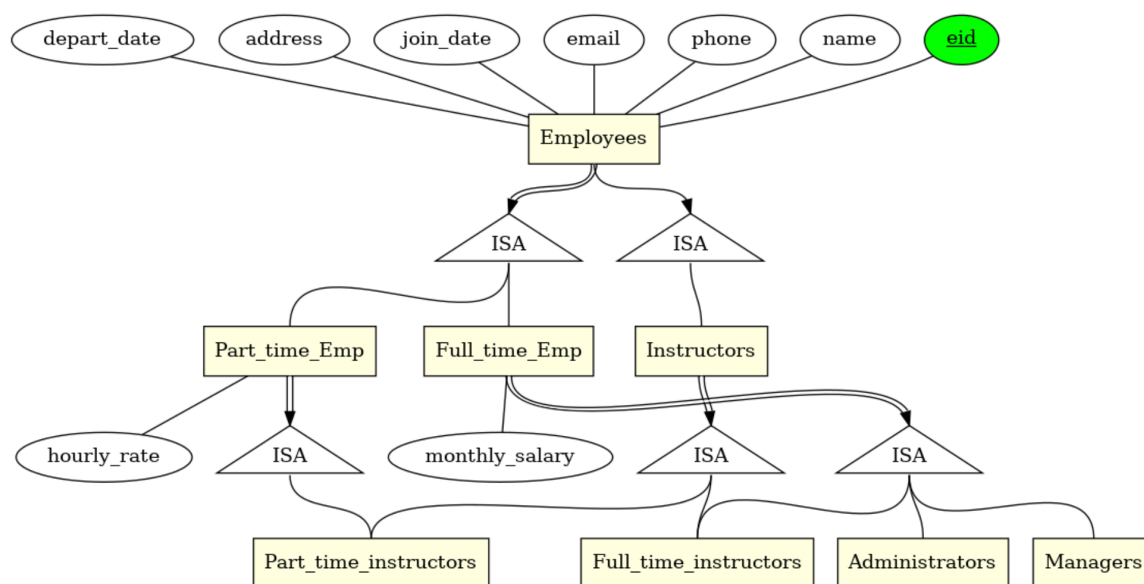 depart_date
address
join_date
email
phone
name
eid
Employees
ISA
ISA
Part_time_Emp
Full_time_Emp
Instructors
hourly_rate
ISA
monthly_salary
ISA
ISA
Part_time_instructors
Full_time_instructors
Administrators
Managers